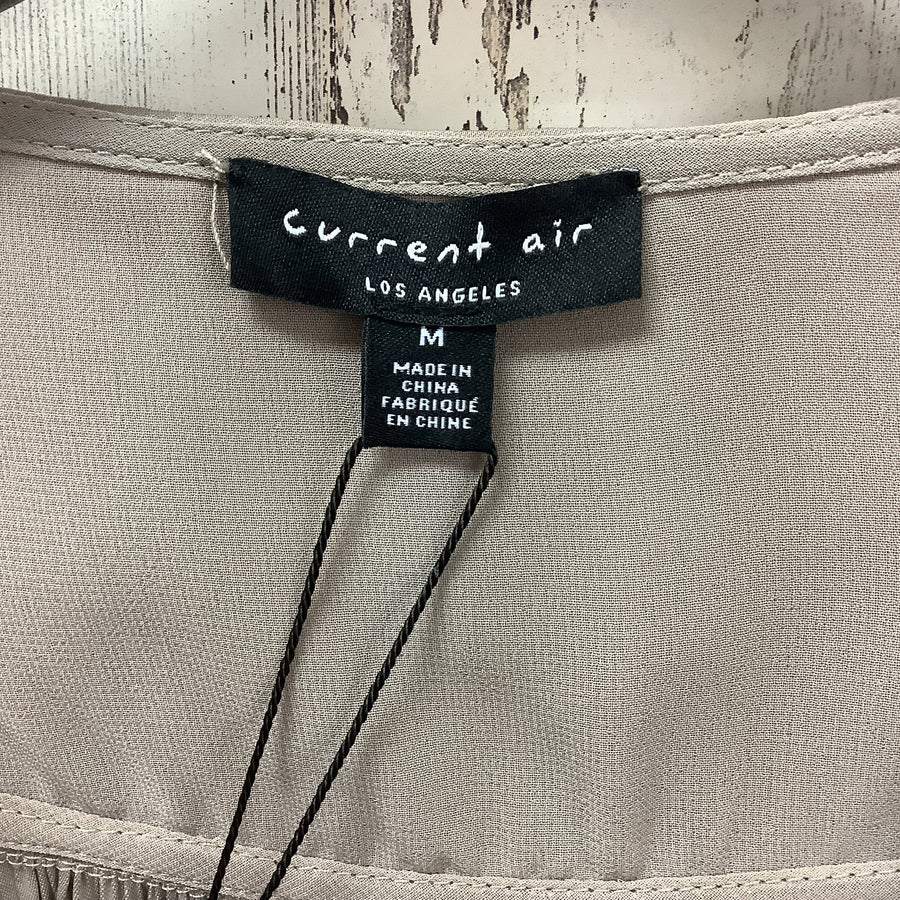 current air
LOS ANGELES
M
MADE IN
CHINA
FABRIQUÉ
EN CHINE